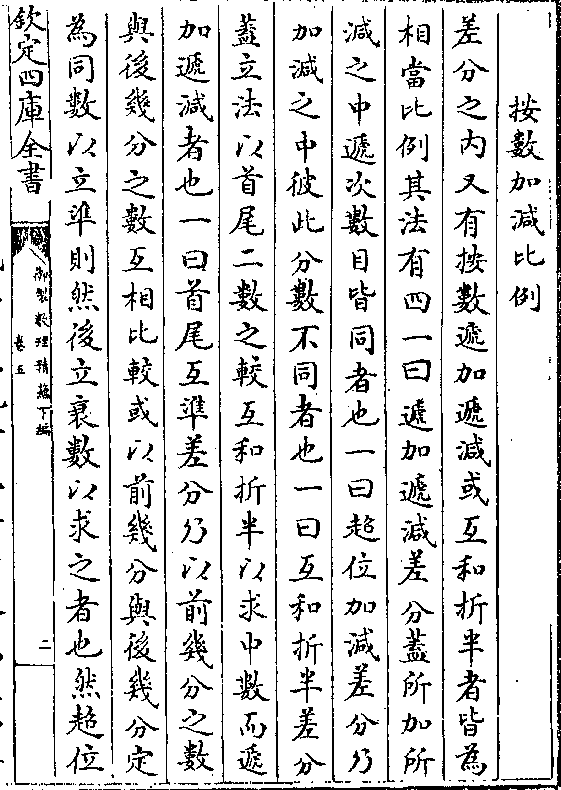 按數加減比例
差分之内又有按數遞加遞減或互和折半者皆為
相當比例其法有四一曰遞加遞減差分蓋所加所
減之中遞次數目皆同者也一曰超位加減差分乃
加減之中彼此分數不同者也一曰互和折半差分
蓋立法以首尾二數之較互和折半以求中數而遞
加遞減者也一曰首尾互準差分乃以前幾分之數
與後幾分之數互相比較或以前幾分與後幾分定
為同數以立準則然後立衰數以求之者也然超位
欽定四庫全書
御製數理精蘊下編
卷五
二